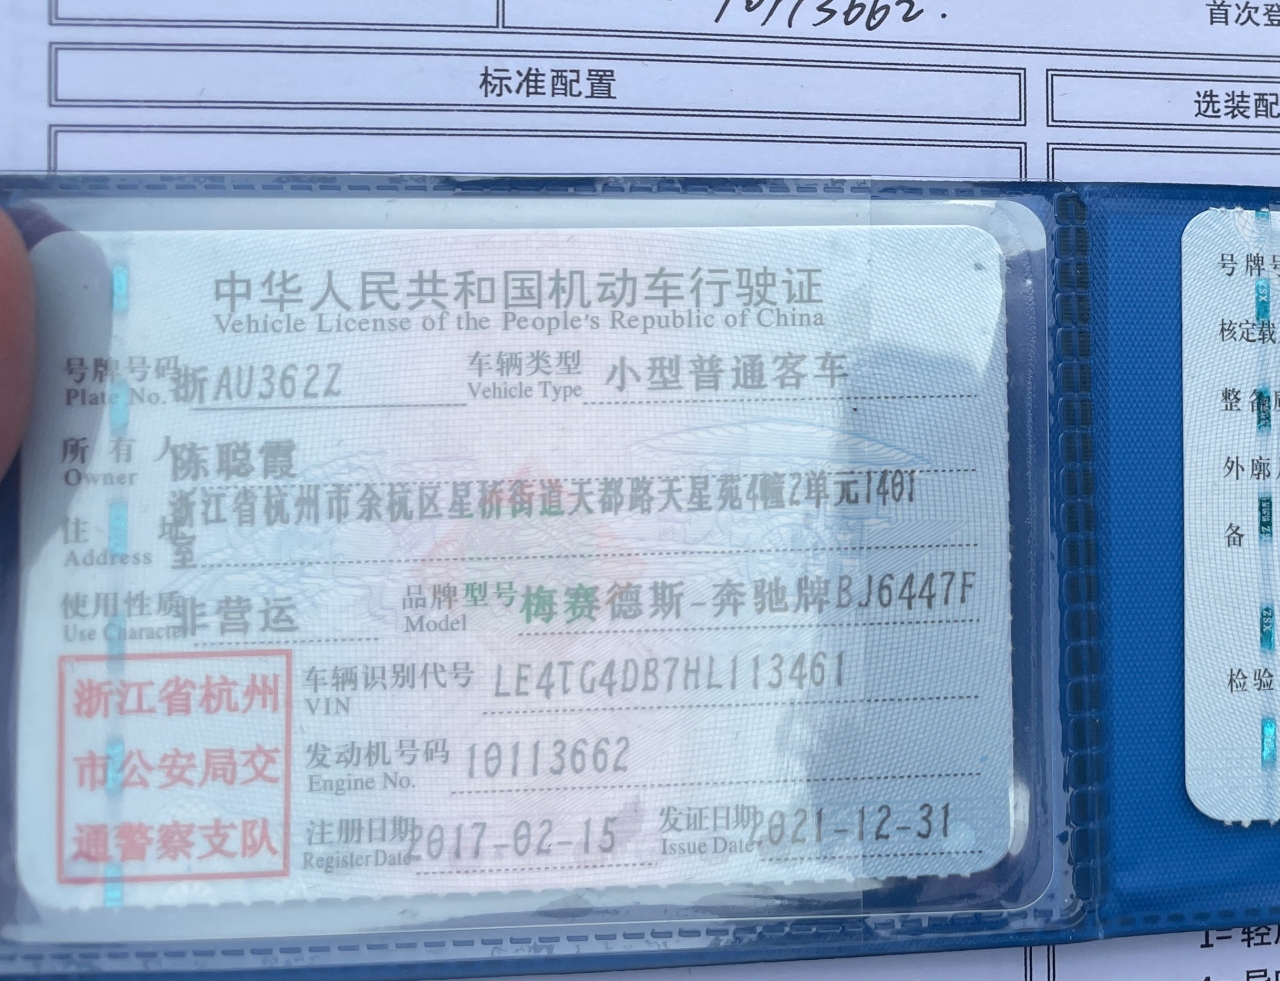 10113662.
首次登
标准配置
选装配
中华人民共和国机动车行驶证
Vehicle License of the People's Republic of China
号牌号码 浙AU362Z 车辆类型 小型普通客车
Plate No. Vehicle Type
所有人 陈聪霞
Owner
住址 浙江省杭州市余杭区星桥街道天都路天星苑4幢2单元1401
Address 室
使用性质 非营运 品牌型号 梅赛德斯-奔驰牌BJ6447F
Use Character Model
浙江省杭州
市公安局交
通警察支队
车辆识别代号 LE4TG4DB7HL113461
VIN
发动机号码 10113662
Engine No.
注册日期 2017-02-15 发证日期 2021-12-31
Register Date Issue Date
号牌号
核定载
整备
外廓
备
检验